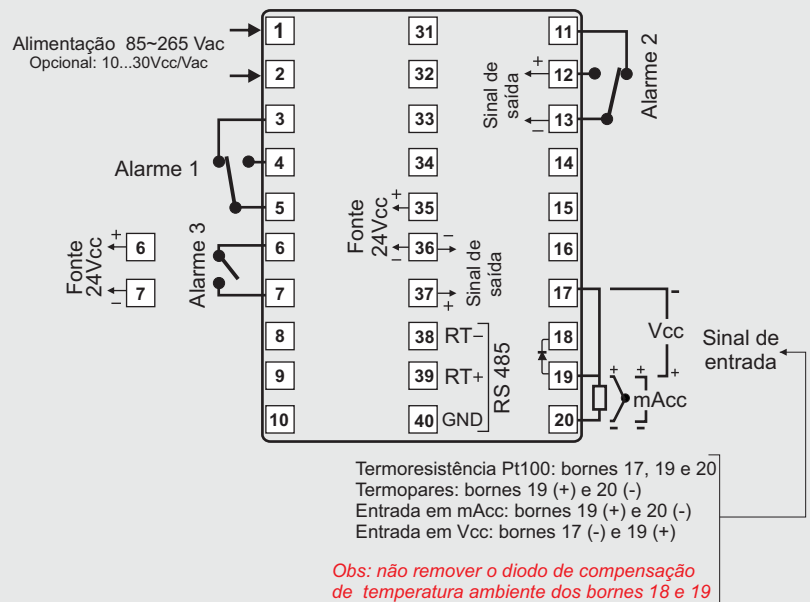 Alimentação 85~265 Vac
Opcional: 10...30Vcc/Vac
1
2
3
4
5
6
7
8
9
10
Alarme 1
Alarme 3
Fonte
24Vcc
+
6
−
7
31
32
33
34
35
36
37
38 RT−
39 RT+
40 GND
RS 485
Fonte
24Vcc
+
−
−
Sinal de
saída
+
11
12
13
14
15
16
17
18
19
20
Sinal de
saída
+
−
Alarme 2
-
Vcc
+
+
+
mAcc
-
-
Sinal de
entrada
Termoresistência Pt100: bornes 17, 19 e 20
Termopares: bornes 19 (+) e 20 (-)
Entrada em mAcc: bornes 19 (+) e 20 (-)
Entrada em Vcc: bornes 17 (-) e 19 (+)
Obs: não remover o diodo de compensação
de temperatura ambiente dos bornes 18 e 19